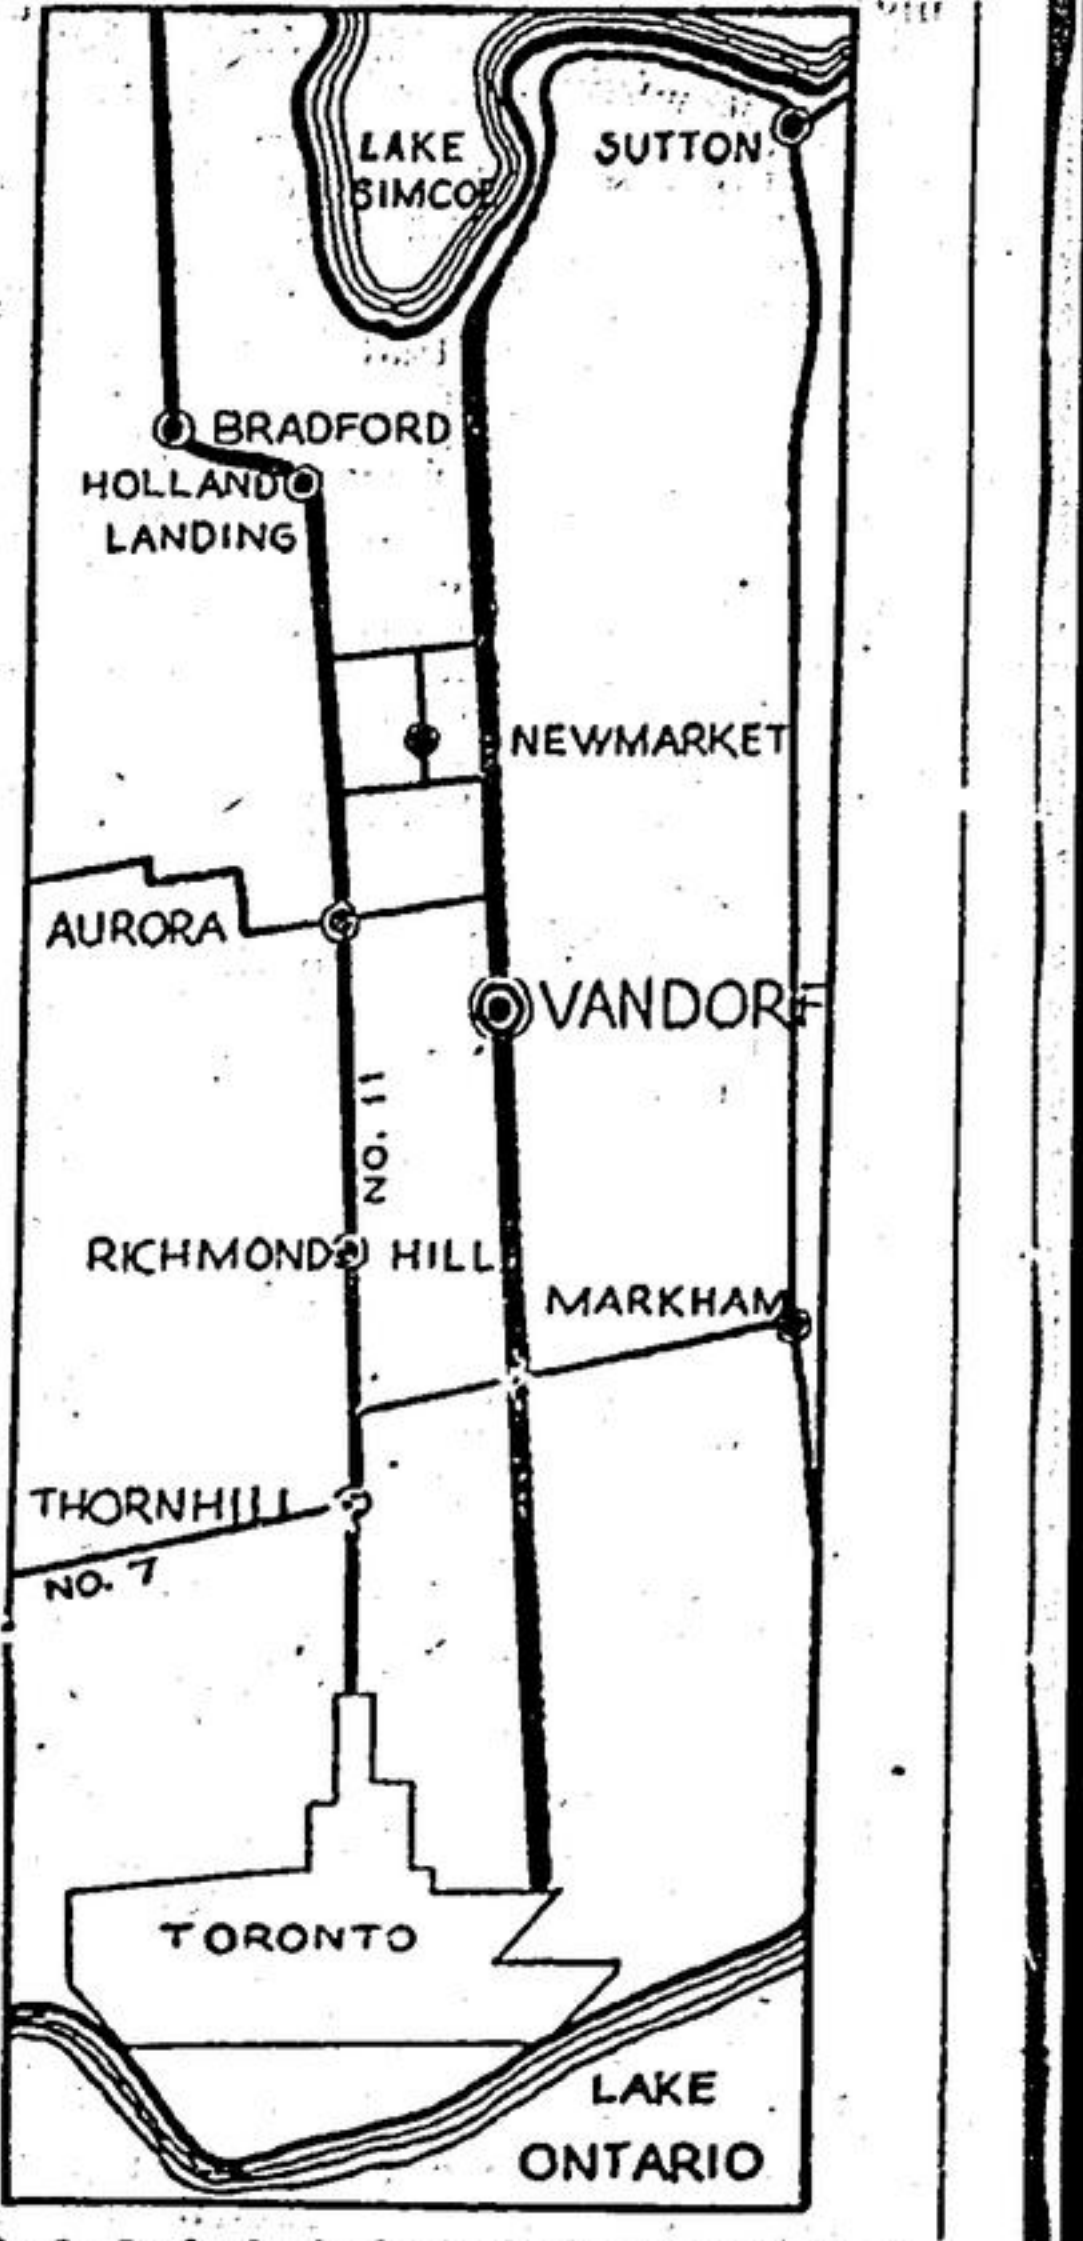 LAKE
SIMCOE
SUTTON
BRADFORD
HOLLAND
LANDING
NEWMARKET
AURORA
VANDORF
NO. 11
RICHMOND HILL
MARKHAM
THORNHILL
NO. 7
TORONTO
LAKE
ONTARIO